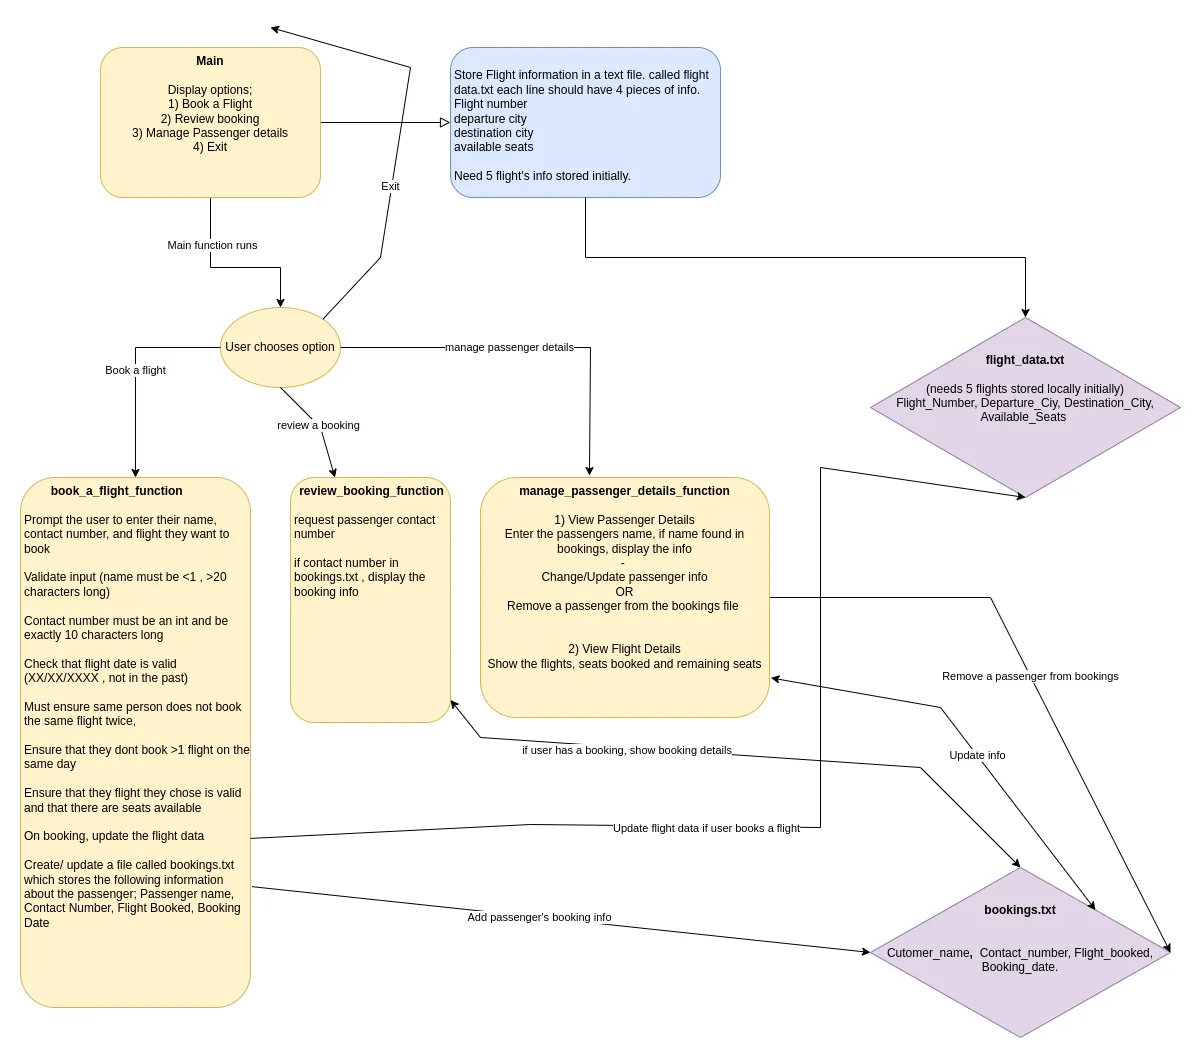 Main
Display options;
1) Book a Flight
2) Review booking
3) Manage Passenger details
4) Exit
Store Flight information in a text file. called flight
data.txt each line should have 4 pieces of info.
Flight number
departure city
destination city
available seats
Need 5 flight's info stored initially.
Exit
Main function runs
User chooses option
manage passenger details
Book a flight
review a booking
flight_data.txt
(needs 5 flights stored locally initially)
Flight_Number, Departure_Ciy, Destination_City,
Available_Seats
book_a_flight_function
Prompt the user to enter their name,
contact number, and flight they want to
book
Validate input (name must be <1 , >20
characters long)
Contact number must be an int and be
exactly 10 characters long
Check that flight date is valid
(XX/XX/XXXX , not in the past)
Must ensure same person does not book
the same flight twice,
Ensure that they dont book >1 flight on the
same day
Ensure that they flight they chose is valid
and that there are seats available
On booking, update the flight data
Create/ update a file called bookings.txt
which stores the following information
about the passenger; Passenger name,
Contact Number, Flight Booked, Booking
Date
review_booking_function
request passenger contact
number
if contact number in
bookings.txt , display the
booking info
manage_passenger_details_function
1) View Passenger Details
Enter the passengers name, if name found in
bookings, display the info
-
Change/Update passenger info
OR
Remove a passenger from the bookings file
2) View Flight Details
Show the flights, seats booked and remaining seats
Remove a passenger from bookings
if user has a booking, show booking details
Update info
Update flight data if user books a flight
Add passenger's booking info
bookings.txt
Cutomer_name, Contact_number, Flight_booked,
Booking_date.